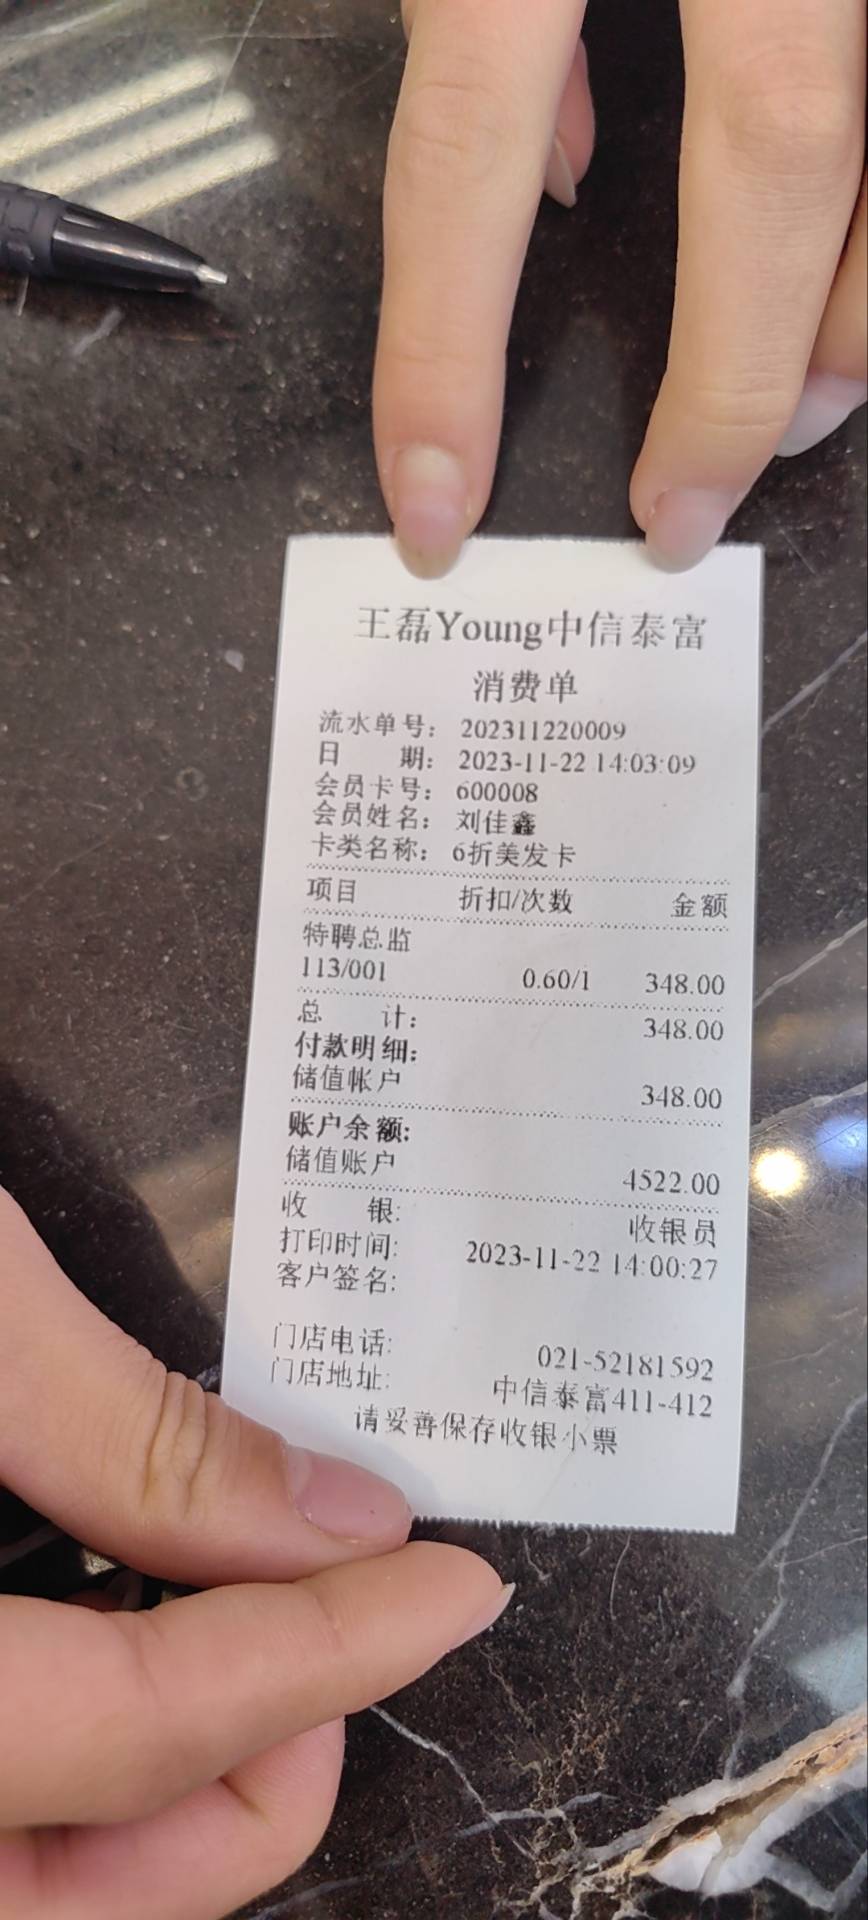 王磊Young中信泰富
消费单
流水单号: 202311220009
日 期: 2023-11-22 14:03:09
会员卡号: 600008
会员姓名: 刘佳鑫
卡类名称: 6折美发卡
项目 折扣/次数 金额
特聘总监
113/001 0.60/1 348.00
总 计: 348.00
付款明细:
储值帐户 348.00
账户余额:
储值账户 4522.00
收 银: 收银员
打印时间: 2023-11-22 14:00:27
客户签名:
门店电话: 021-52181592
门店地址: 中信泰富411-412
请妥善保存收银小票